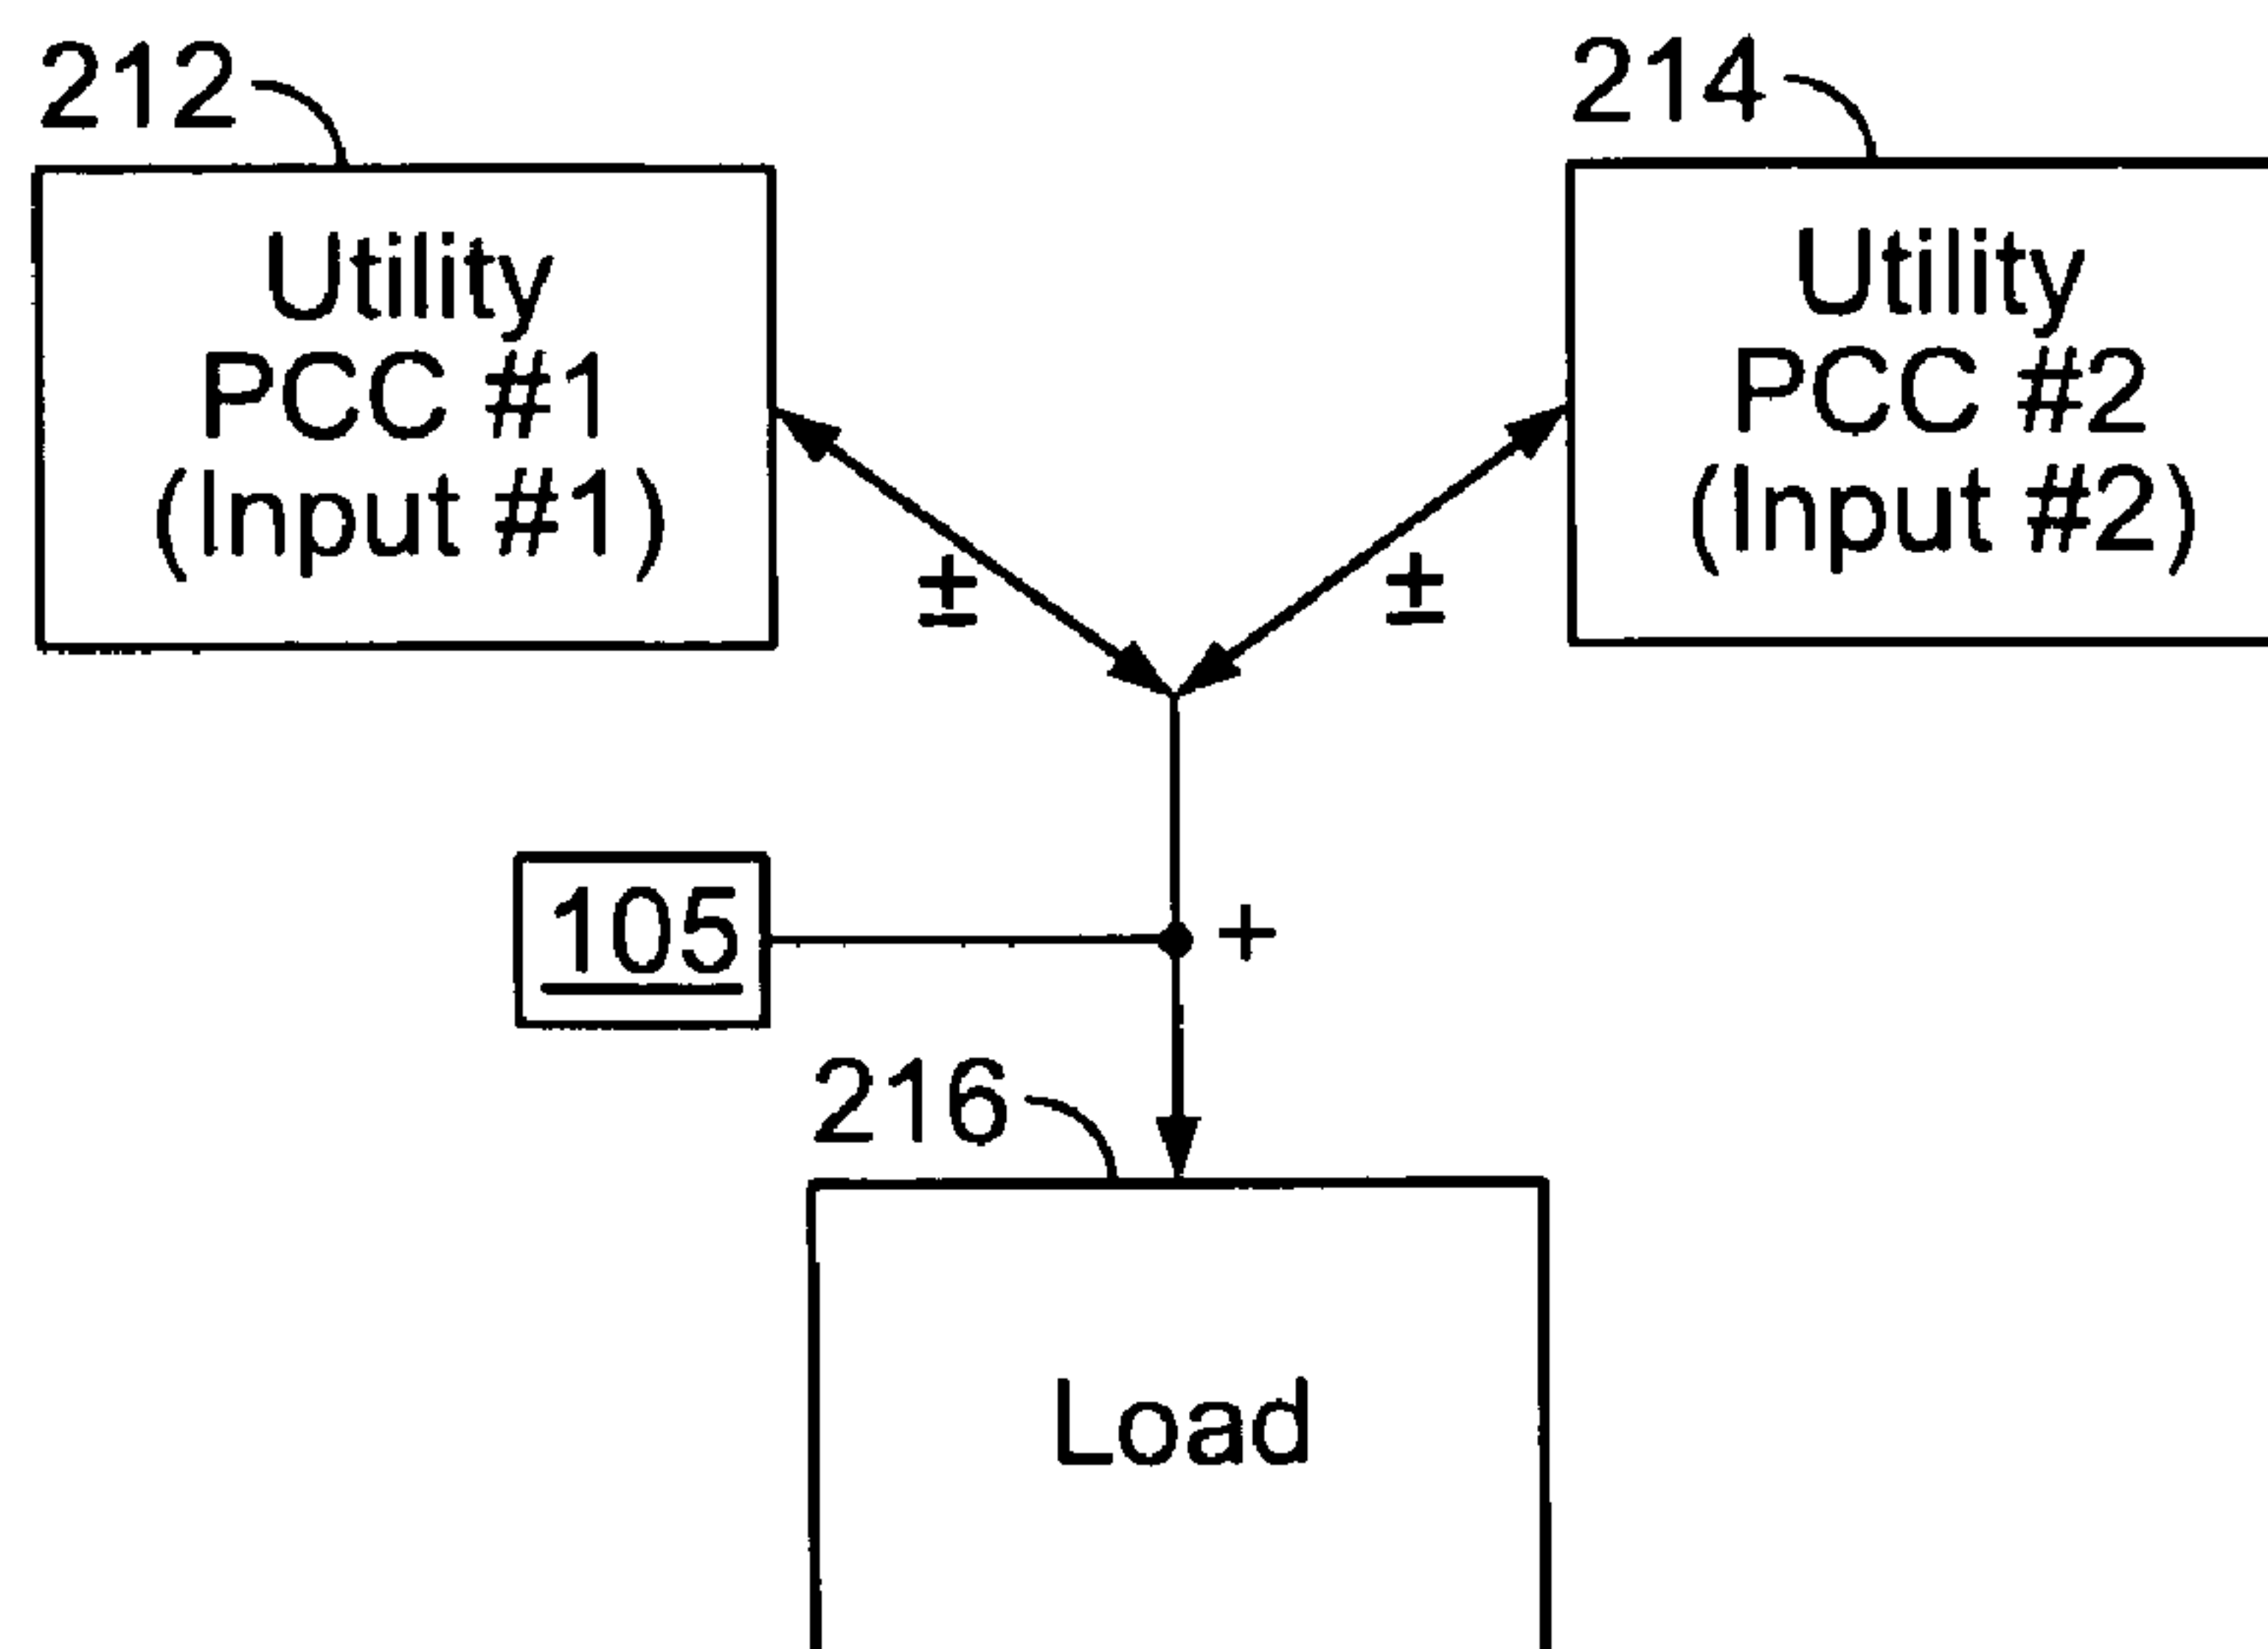 212
214
Utility
PCC #1
(Input #1)
Utility
PCC #2
(Input #2)
±
±
105
+
216
Load